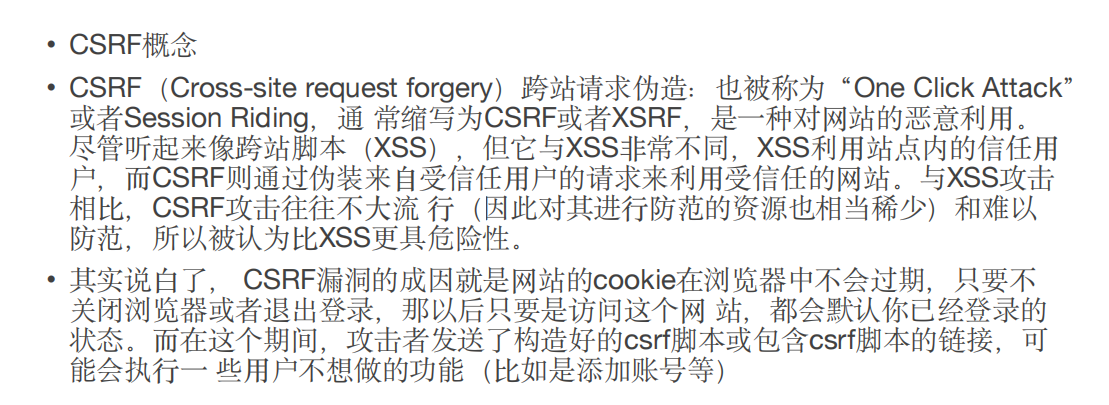 • CSRF概念
• CSRF（Cross-site request forgery）跨站请求伪造：也被称为“One Click Attack”
或者Session Riding，通 常缩写为CSRF或者XSRF，是一种对网站的恶意利用。
尽管听起来像跨站脚本（XSS），但它与XSS非常不同，XSS利用站点内的信任用
户，而CSRF则通过伪装来自受信任用户的请求来利用受信任的网站。与XSS攻击
相比，CSRF攻击往往不大流 行（因此对其进行防范的资源也相当稀少）和难以
防范，所以被认为比XSS更具危险性。
• 其实说白了， CSRF漏洞的成因就是网站的cookie在浏览器中不会过期，只要不
关闭浏览器或者退出登录，那以后只要是访问这个网 站，都会默认你已经登录的
状态。而在这个期间，攻击者发送了构造好的csrf脚本或包含csrf脚本的链接，可
能会执行一 些用户不想做的功能（比如是添加账号等）